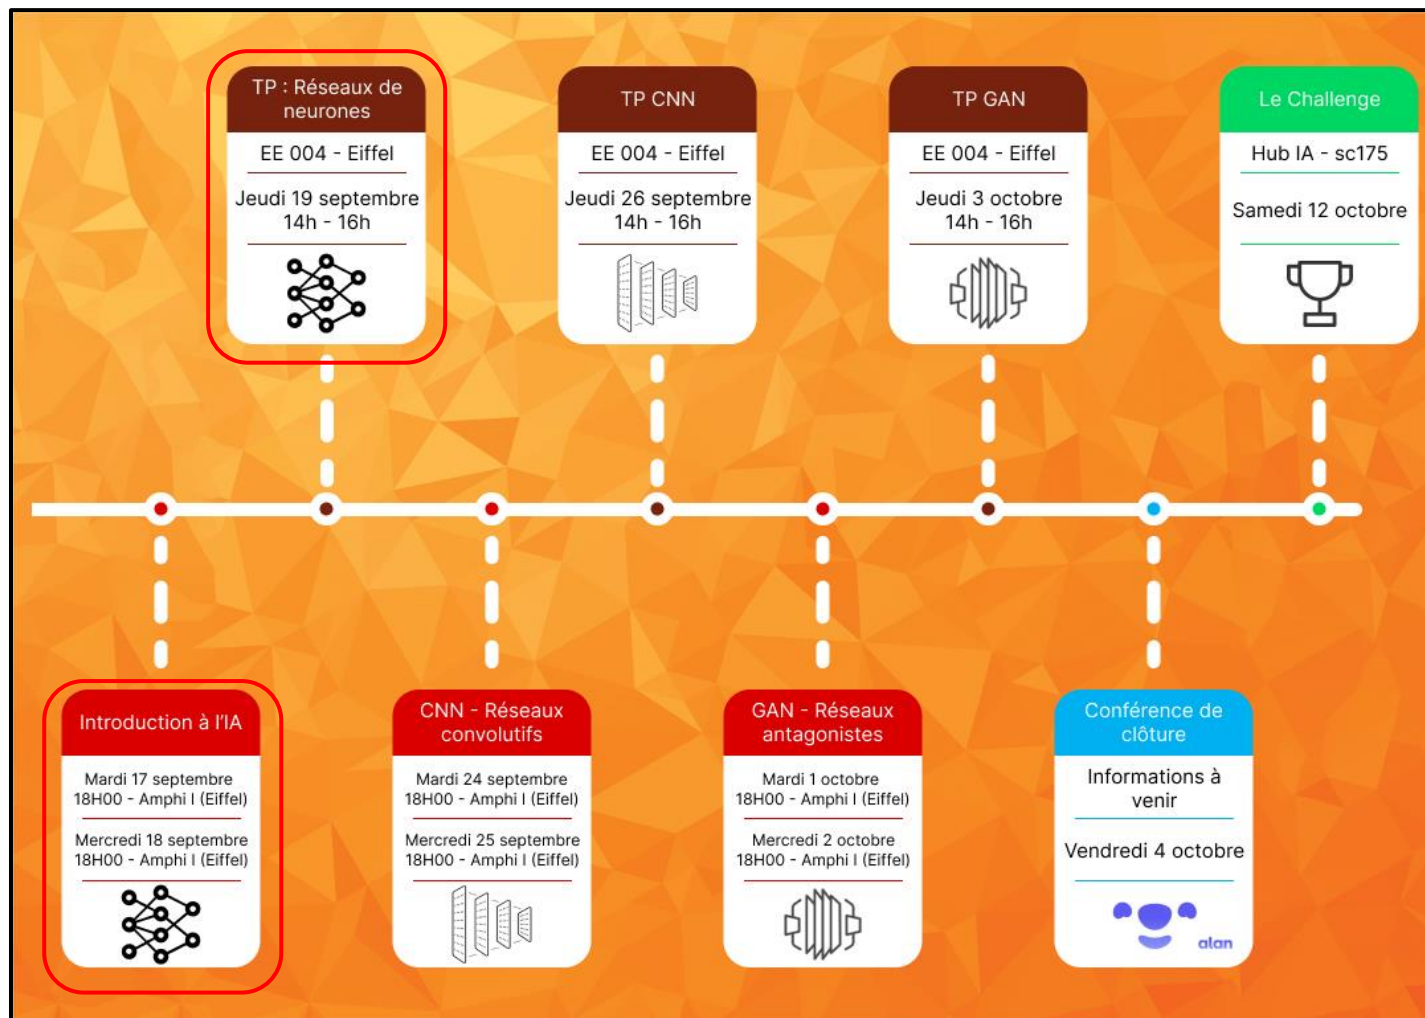 TP : Réseaux de
neurones
EE 004 - Eiffel
Jeudi 19 septembre
14h - 16h
TP CNN
EE 004 - Eiffel
Jeudi 26 septembre
14h - 16h
TP GAN
EE 004 - Eiffel
Jeudi 3 octobre
14h - 16h
Le Challenge
Hub IA - sc175
Samedi 12 octobre
Introduction à l'IA
Mardi 17 septembre
18H00 - Amphi I (Eiffel)
Mercredi 18 septembre
18H00 - Amphi I (Eiffel)
CNN - Réseaux
convolutifs
Mardi 24 septembre
18H00 - Amphi I (Eiffel)
Mercredi 25 septembre
18H00 - Amphi I (Eiffel)
GAN - Réseaux
antagonistes
Mardi 1 octobre
18H00 - Amphi I (Eiffel)
Mercredi 2 octobre
18H00 - Amphi I (Eiffel)
Conférence de
clôture
Informations à
venir
Vendredi 4 octobre
alan